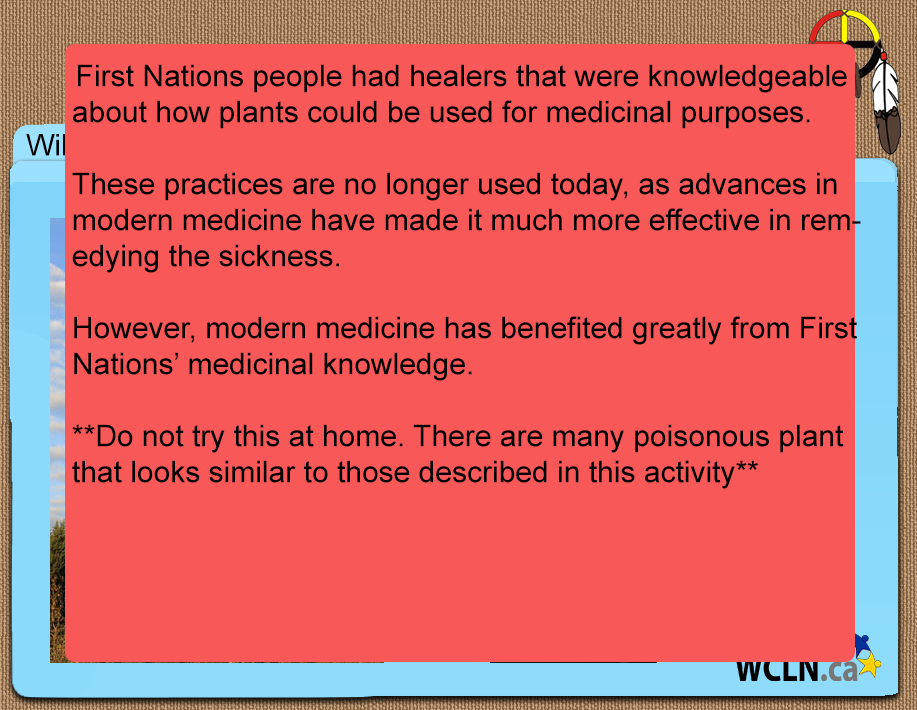 First Nations people had healers that were knowledgeable
about how plants could be used for medicinal purposes.
Wil
These practices are no longer used today, as advances in
modern medicine have made it much more effective in rem-
edying the sickness.
However, modern medicine has benefited greatly from First
Nations’ medicinal knowledge.
**Do not try this at home. There are many poisonous plant
that looks similar to those described in this activity**
WCLN.ca